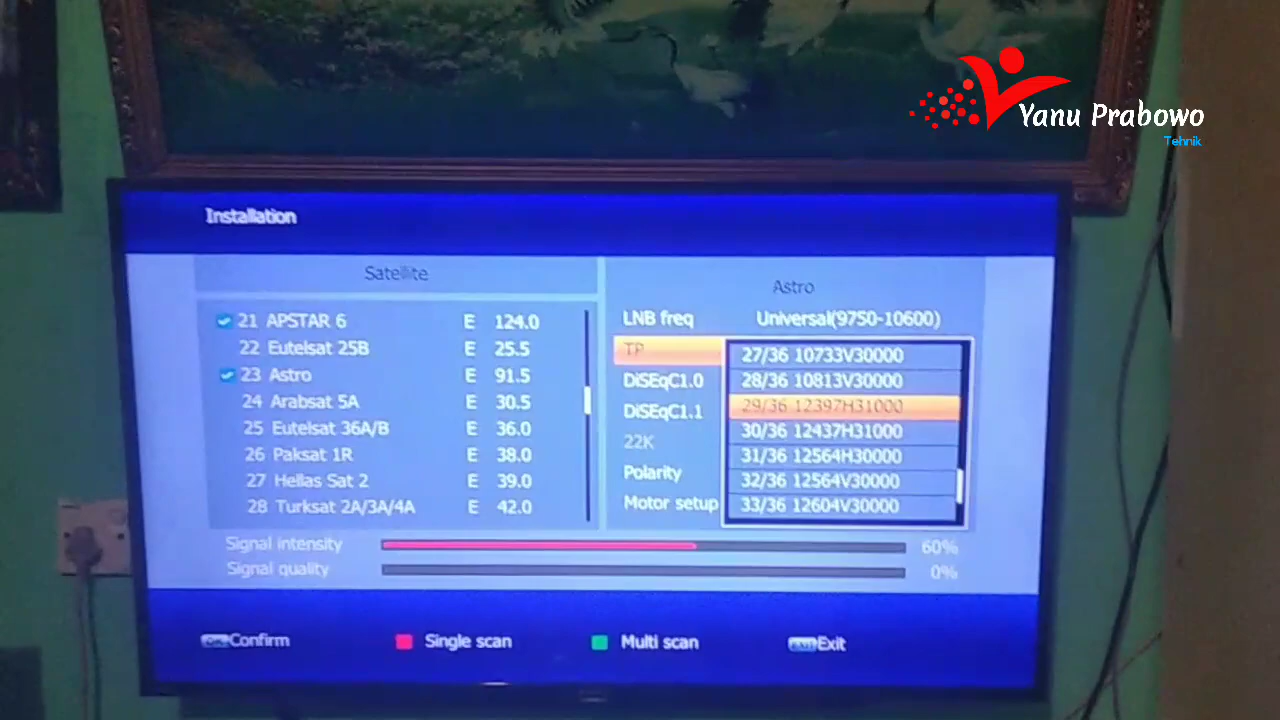 Yanu Prabowo
Tehnik
Installation
Satellite
21 APSTAR 6 E 124.0
22 Eutelsat 25B E 25.5
23 Astro E 91.5
24 Arabsat 5A E 30.5
25 Eutelsat 36A/B E 36.0
26 Paksat 1R E 38.0
27 Hellas Sat 2 E 39.0
28 Turksat 2A/3A/4A E 42.0
Astro
LNB freq Universal(9750-10600)
TP
DiSEqC1.0
DiSEqC1.1
22K
Polarity
Motor setup
27/36 10733V30000
28/36 10813V30000
29/36 12397H31000
30/36 12437H31000
31/36 12564H30000
32/36 12564V30000
33/36 12604V30000
Signal intensity 60%
Signal quality 0%
OK Confirm Single scan Multi scan EXIT Exit